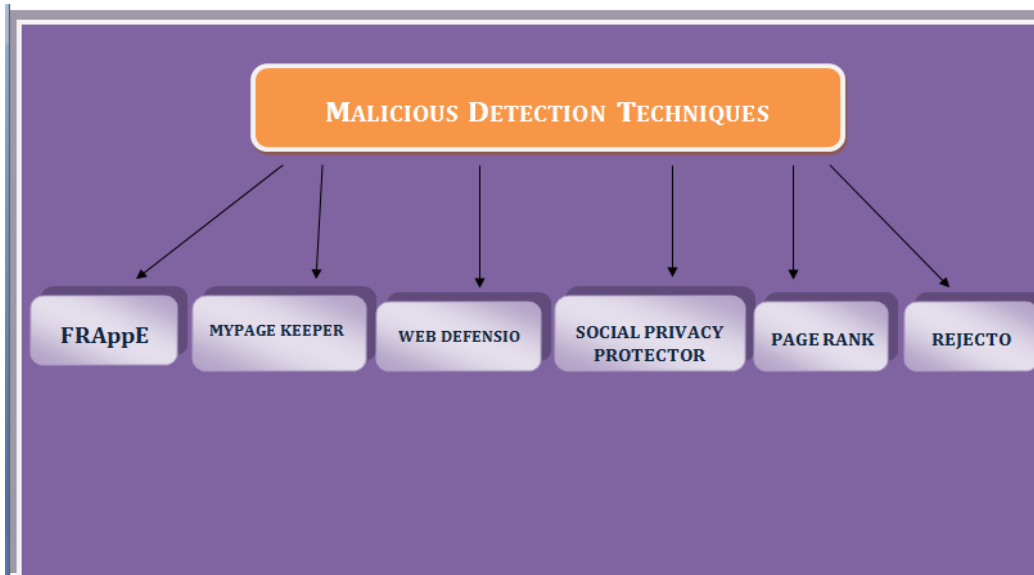 MALICIOUS DETECTION TECHNIQUES
FRAppE
MYPAGE KEEPER
WEB DEFENSIO
SOCIAL PRIVACY
PROTECTOR
PAGE RANK
REJECTO